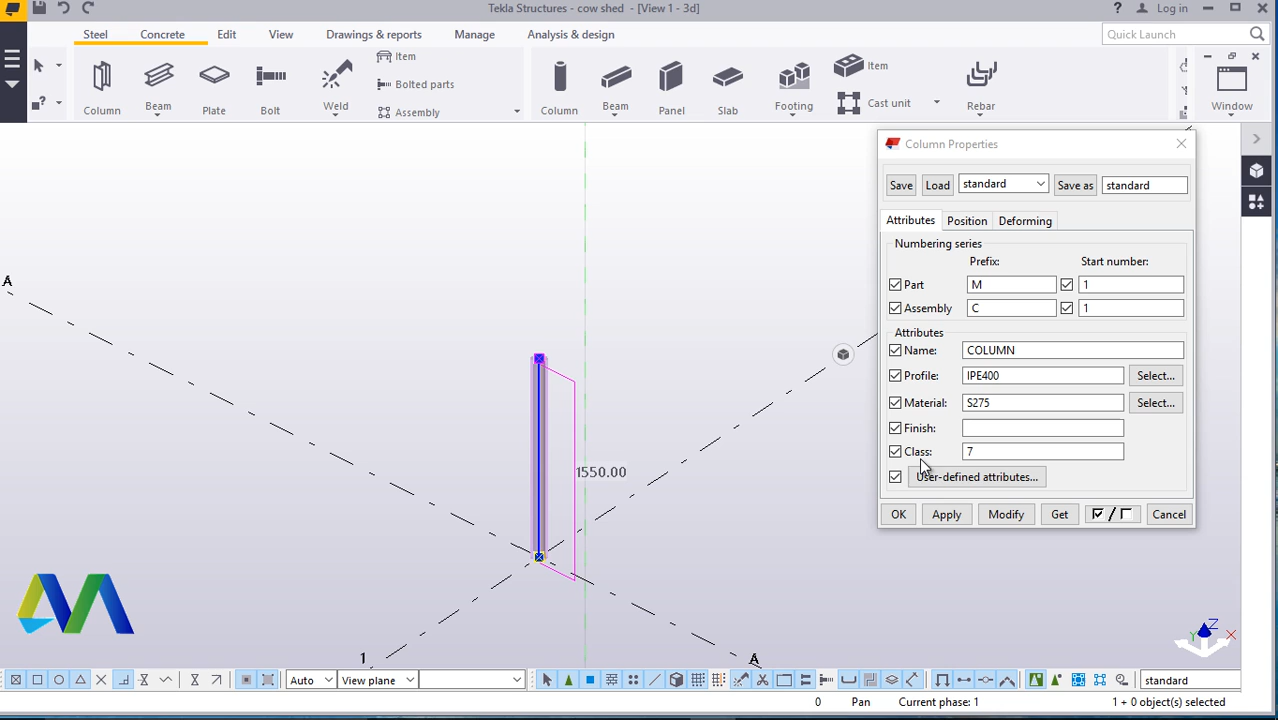 Tekla Structures - cow shed - [View 1 - 3d]
? Log in
Steel Concrete Edit View Drawings & reports Manage Analysis & design
Quick Launch
Column Beam Plate Bolt Weld
Item
Bolted parts
Assembly
Column Beam Panel Slab Footing
Item
Cast unit
Rebar
Window
Column Properties
Save Load standard Save as standard
Attributes Position Deforming
Numbering series
Prefix: Start number:
Part M 1
Assembly C 1
Attributes
Name: COLUMN
Profile: IPE400 Select...
Material: S275 Select...
Finish:
Class: 7
User-defined attributes...
OK Apply Modify Get / Cancel
A
1550.00
1
A
Z
Y X
Auto View plane standard
0 Pan Current phase: 1 1 + 0 object(s) selected